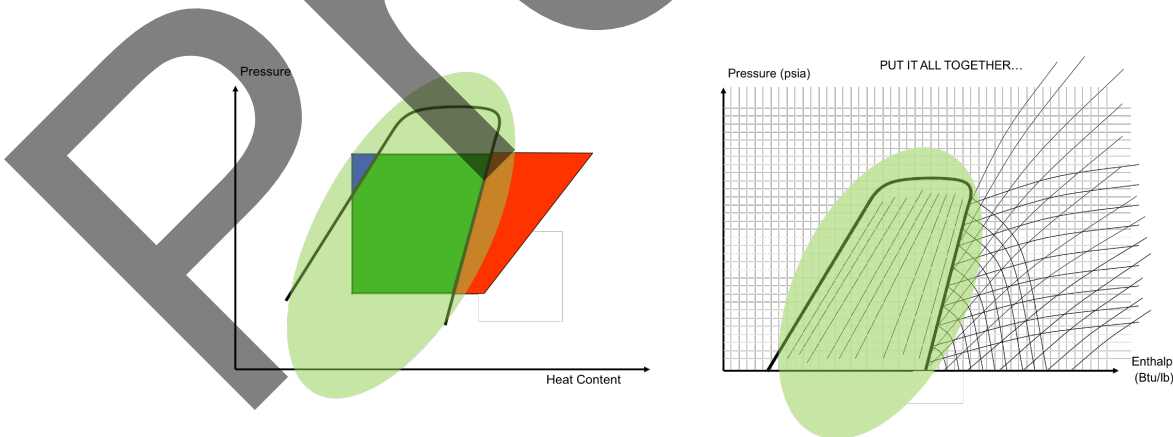 Pressure
Heat Content
PUT IT ALL TOGETHER…
Pressure (psia)
Enthalp
(Btu/lb)